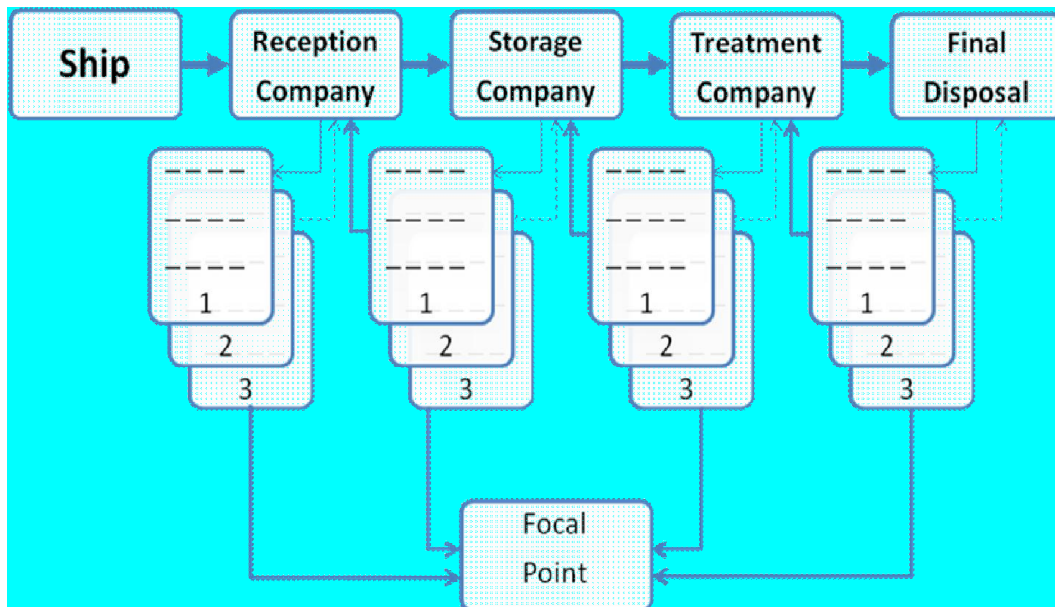 Ship
Reception
Company
Storage
Company
Treatment
Company
Final
Disposal
1
2
3
1
2
3
1
2
3
1
2
3
Focal
Point